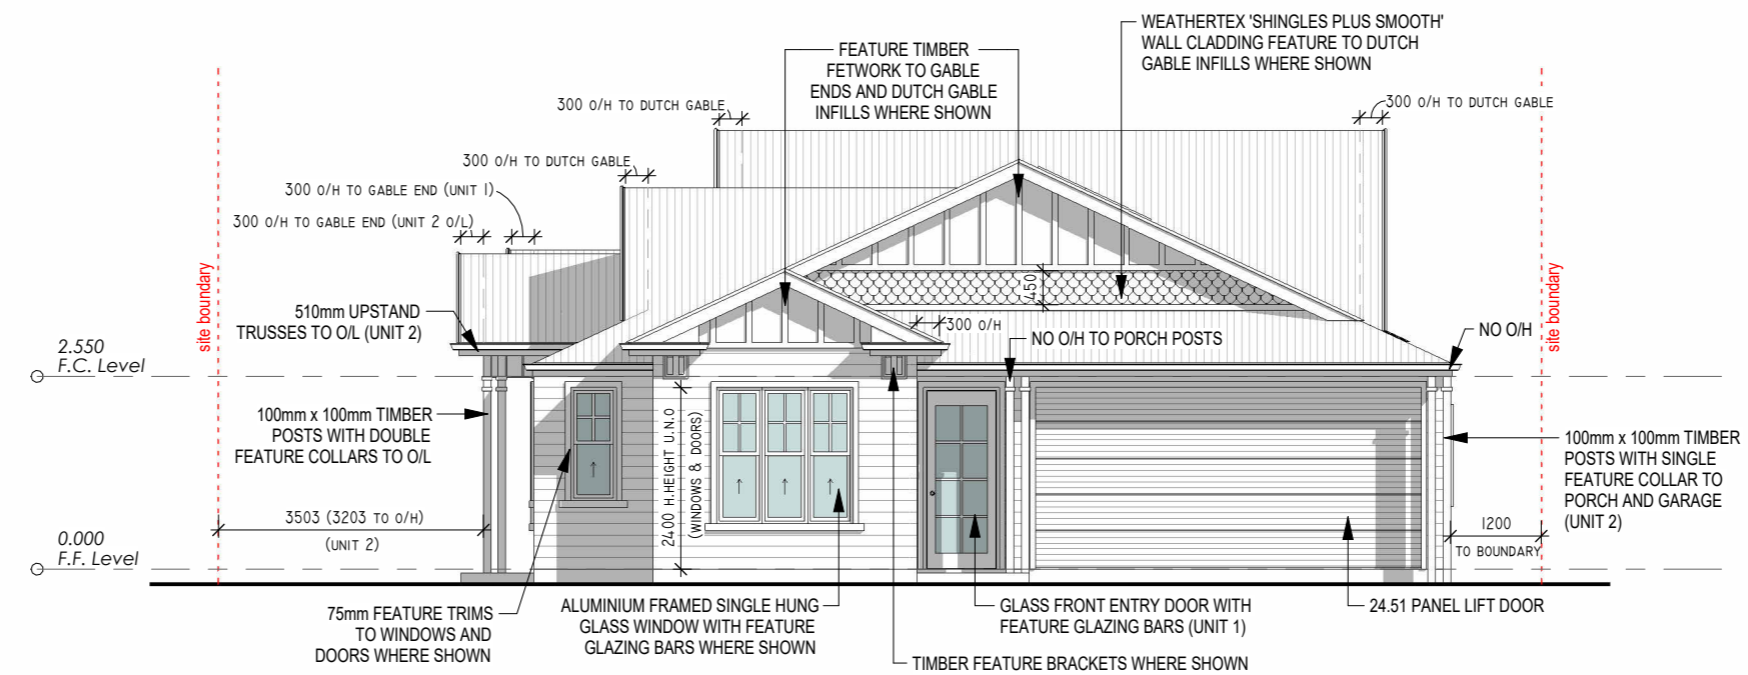 WEATHERTEX 'SHINGLES PLUS SMOOTH'
WALL CLADDING FEATURE TO DUTCH
GABLE INFILLS WHERE SHOWN
FEATURE TIMBER
FETWORK TO GABLE
ENDS AND DUTCH GABLE
INFILLS WHERE SHOWN
300 O/H TO DUTCH GABLE
300 O/H TO DUTCH GABLE
300 O/H TO DUTCH GABLE
300 O/H TO GABLE END (UNIT 1)
300 O/H TO GABLE END (UNIT 2 O/L)
site boundary
site boundary
510mm UPSTAND
TRUSSES TO O/L (UNIT 2)
450
300 O/H
NO O/H TO PORCH POSTS
NO O/H
2.550
F.C. Level
100mm x 100mm TIMBER
POSTS WITH DOUBLE
FEATURE COLLARS TO O/L
2400 H.HEIGHT U.N.O
(WINDOWS & DOORS)
100mm x 100mm TIMBER
POSTS WITH SINGLE
FEATURE COLLAR TO
PORCH AND GARAGE
(UNIT 2)
3503 (3203 TO O/H)
(UNIT 2)
1200
TO BOUNDARY
0.000
F.F. Level
75mm FEATURE TRIMS
TO WINDOWS AND
DOORS WHERE SHOWN
ALUMINIUM FRAMED SINGLE HUNG
GLASS WINDOW WITH FEATURE
GLAZING BARS WHERE SHOWN
GLASS FRONT ENTRY DOOR WITH
FEATURE GLAZING BARS (UNIT 1)
24.51 PANEL LIFT DOOR
TIMBER FEATURE BRACKETS WHERE SHOWN